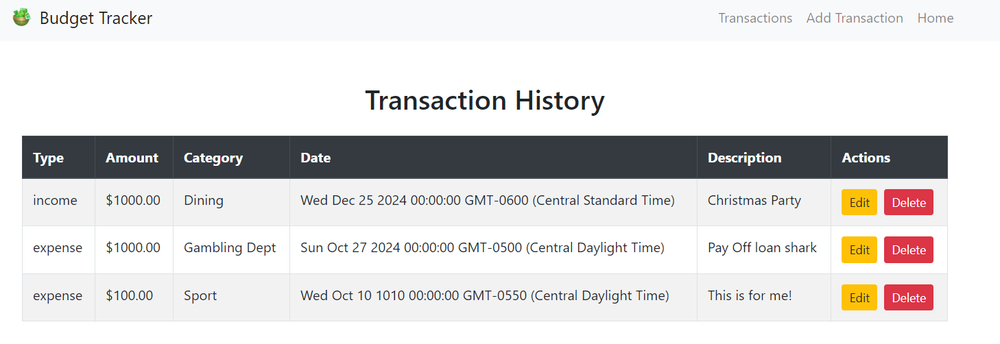 Budget Tracker Transactions Add Transaction Home
Transaction History
Type Amount Category Date Description Actions
income $1000.00 Dining Wed Dec 25 2024 00:00:00 GMT-0600 (Central Standard Time) Christmas Party Edit Delete
expense $1000.00 Gambling Dept Sun Oct 27 2024 00:00:00 GMT-0500 (Central Daylight Time) Pay Off loan shark Edit Delete
expense $100.00 Sport Wed Oct 10 1010 00:00:00 GMT-0550 (Central Daylight Time) This is for me! Edit Delete